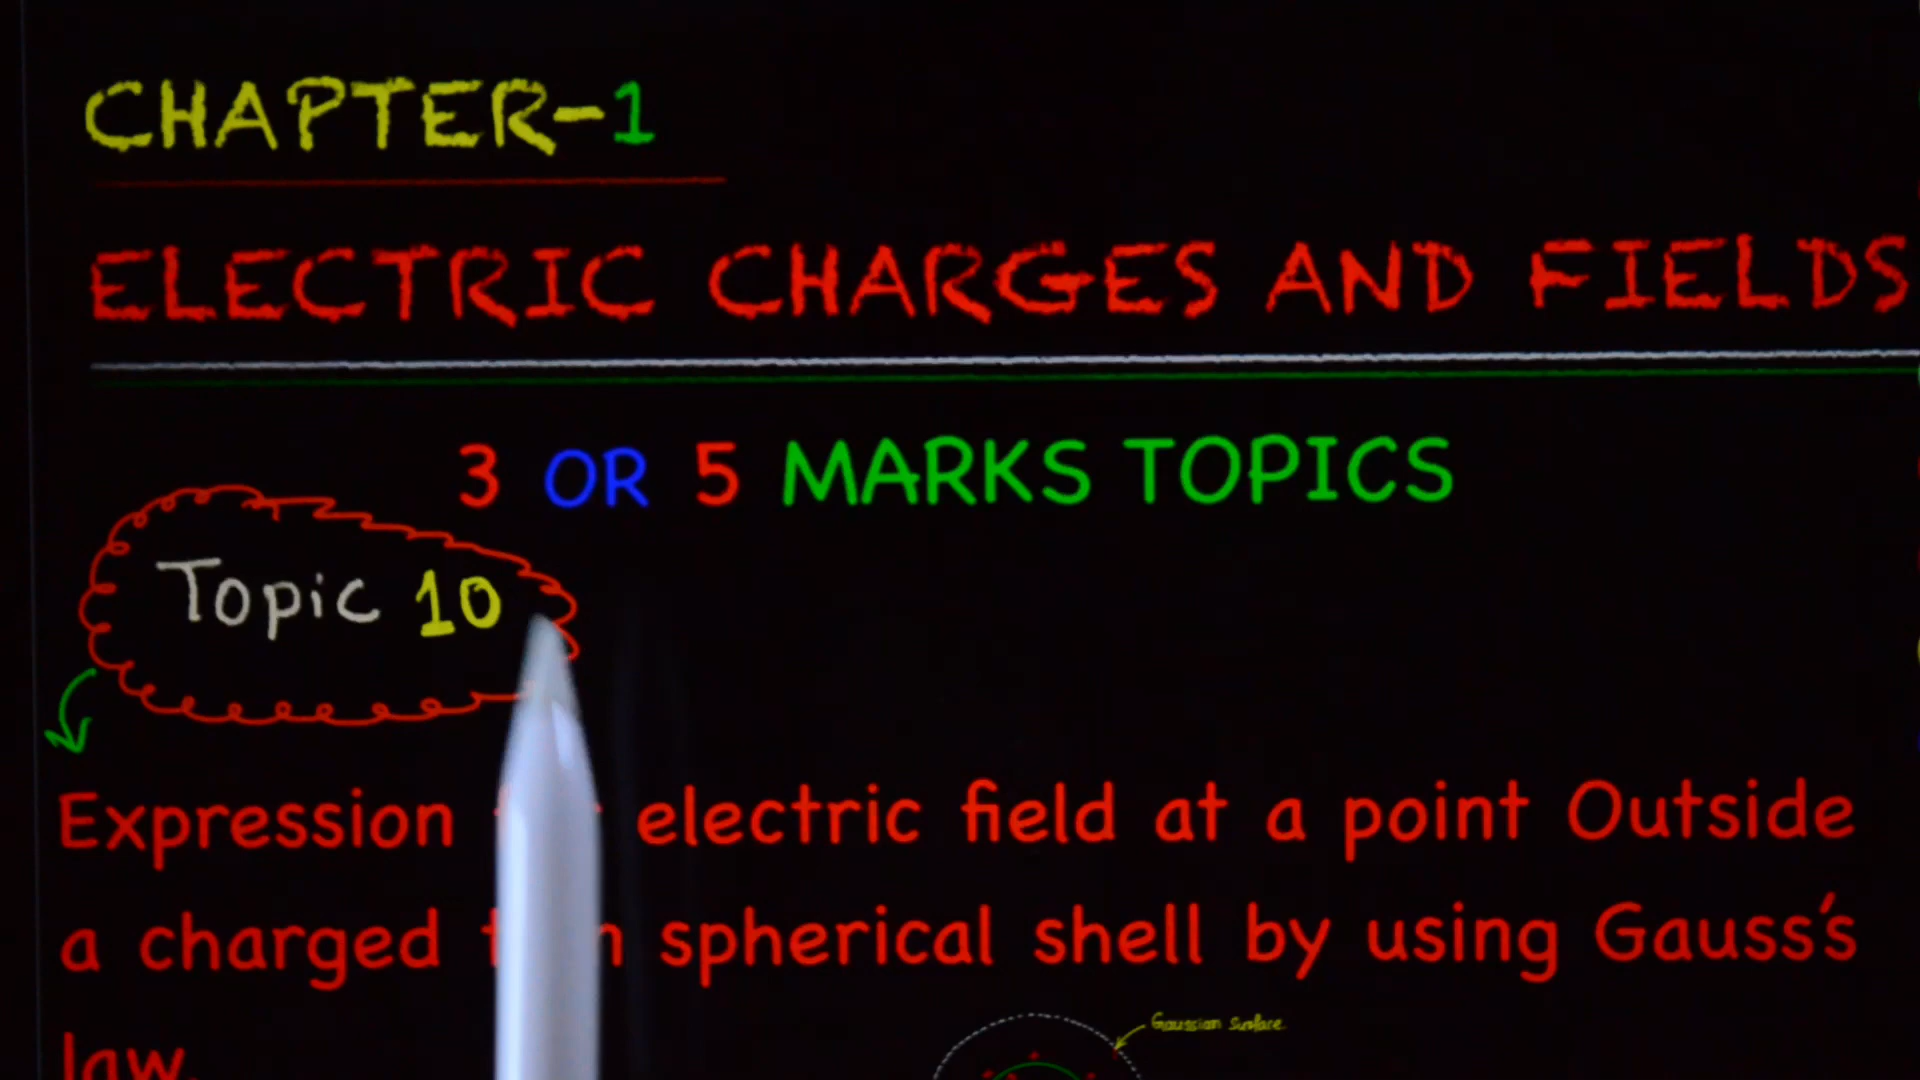 CHAPTER-1
ELECTRIC CHARGES AND FIELDS
3 OR 5 MARKS TOPICS
Topic 10
Expression electric field at a point Outside
a charged spherical shell by using Gauss's
law.
Gaussian Surface